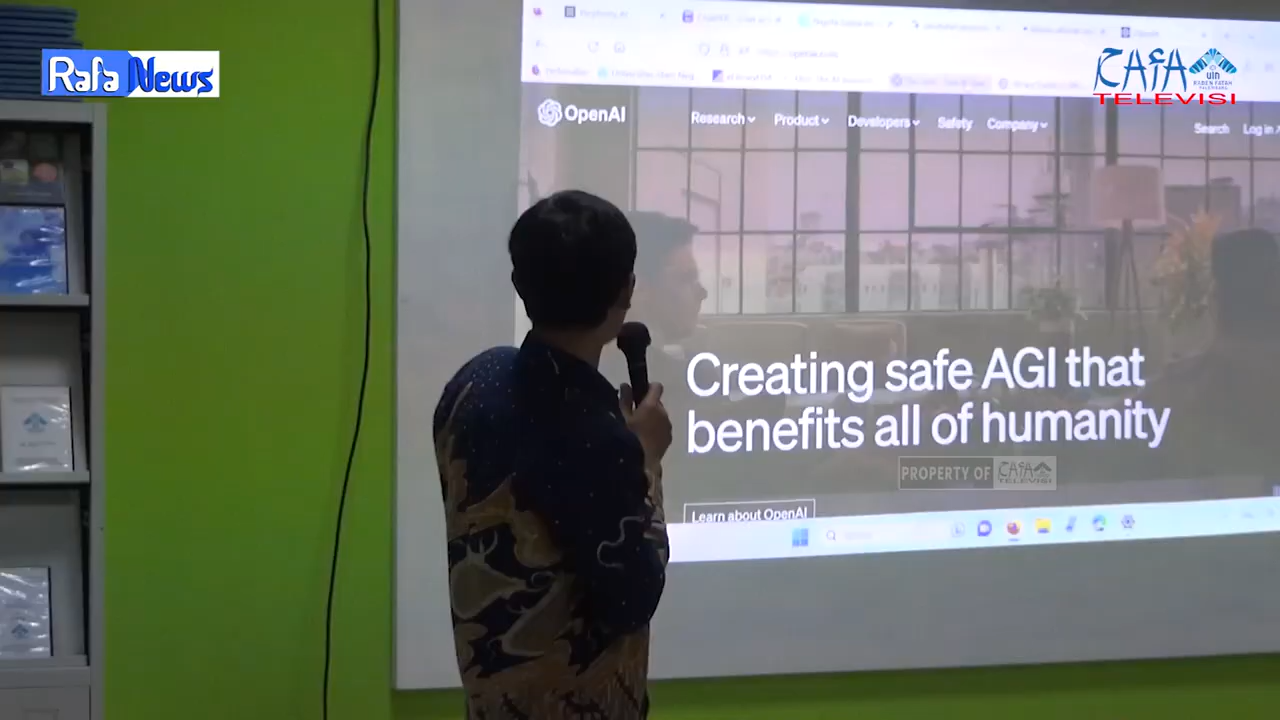 Rafa News
RAFA
uin
RADEN FATAH
PALEMBANG
TELEVISI
OpenAI
Research Product Developers Safety Company
Search Log in
Creating safe AGI that
benefits all of humanity
PROPERTY OF RAFA TELEVISI
Learn about OpenAI